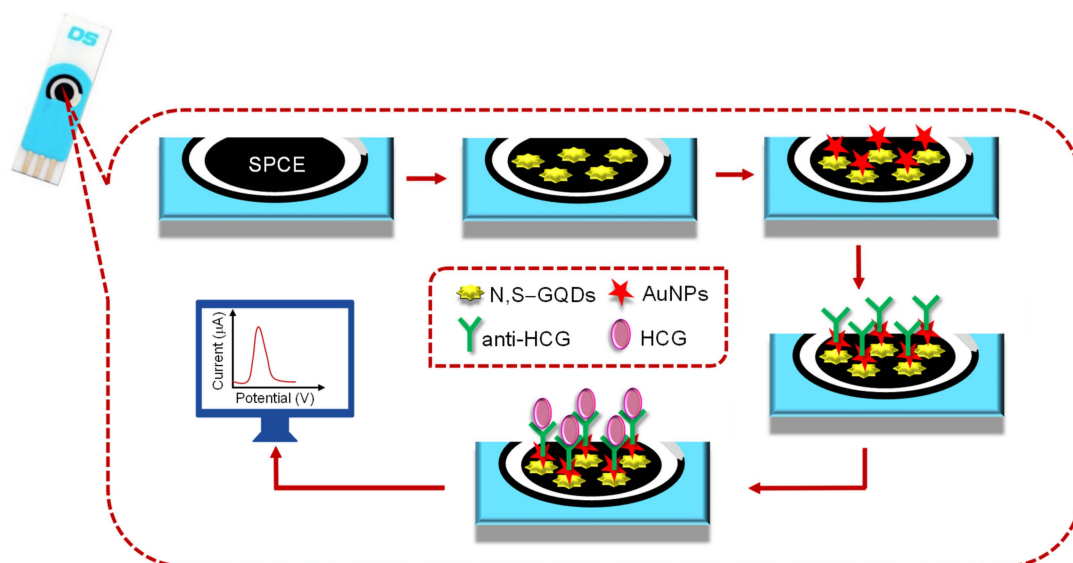 DS
SPCE
N,S–GQDs
AuNPs
anti-HCG
HCG
Current (µA)
Potential (V)